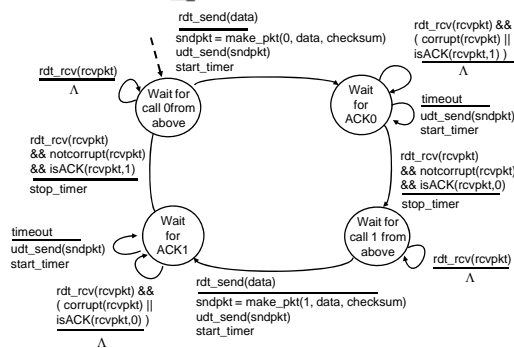 rdt_send(data)
sndpkt = make_pkt(0, data, checksum)
udt_send(sndpkt)
start_timer
rdt_rcv(rcvpkt) &&
( corrupt(rcvpkt) ||
isACK(rcvpkt,1) )
Λ
rdt_rcv(rcvpkt)
Λ
Wait for
call 0from
above
Wait
for
ACK0
timeout
udt_send(sndpkt)
start_timer
rdt_rcv(rcvpkt)
&& notcorrupt(rcvpkt)
&& isACK(rcvpkt,1)
stop_timer
rdt_rcv(rcvpkt)
&& notcorrupt(rcvpkt)
&& isACK(rcvpkt,0)
stop_timer
timeout
udt_send(sndpkt)
start_timer
Wait
for
ACK1
Wait for
call 1 from
above
rdt_rcv(rcvpkt)
Λ
rdt_rcv(rcvpkt) &&
( corrupt(rcvpkt) ||
isACK(rcvpkt,0) )
Λ
rdt_send(data)
sndpkt = make_pkt(1, data, checksum)
udt_send(sndpkt)
start_timer